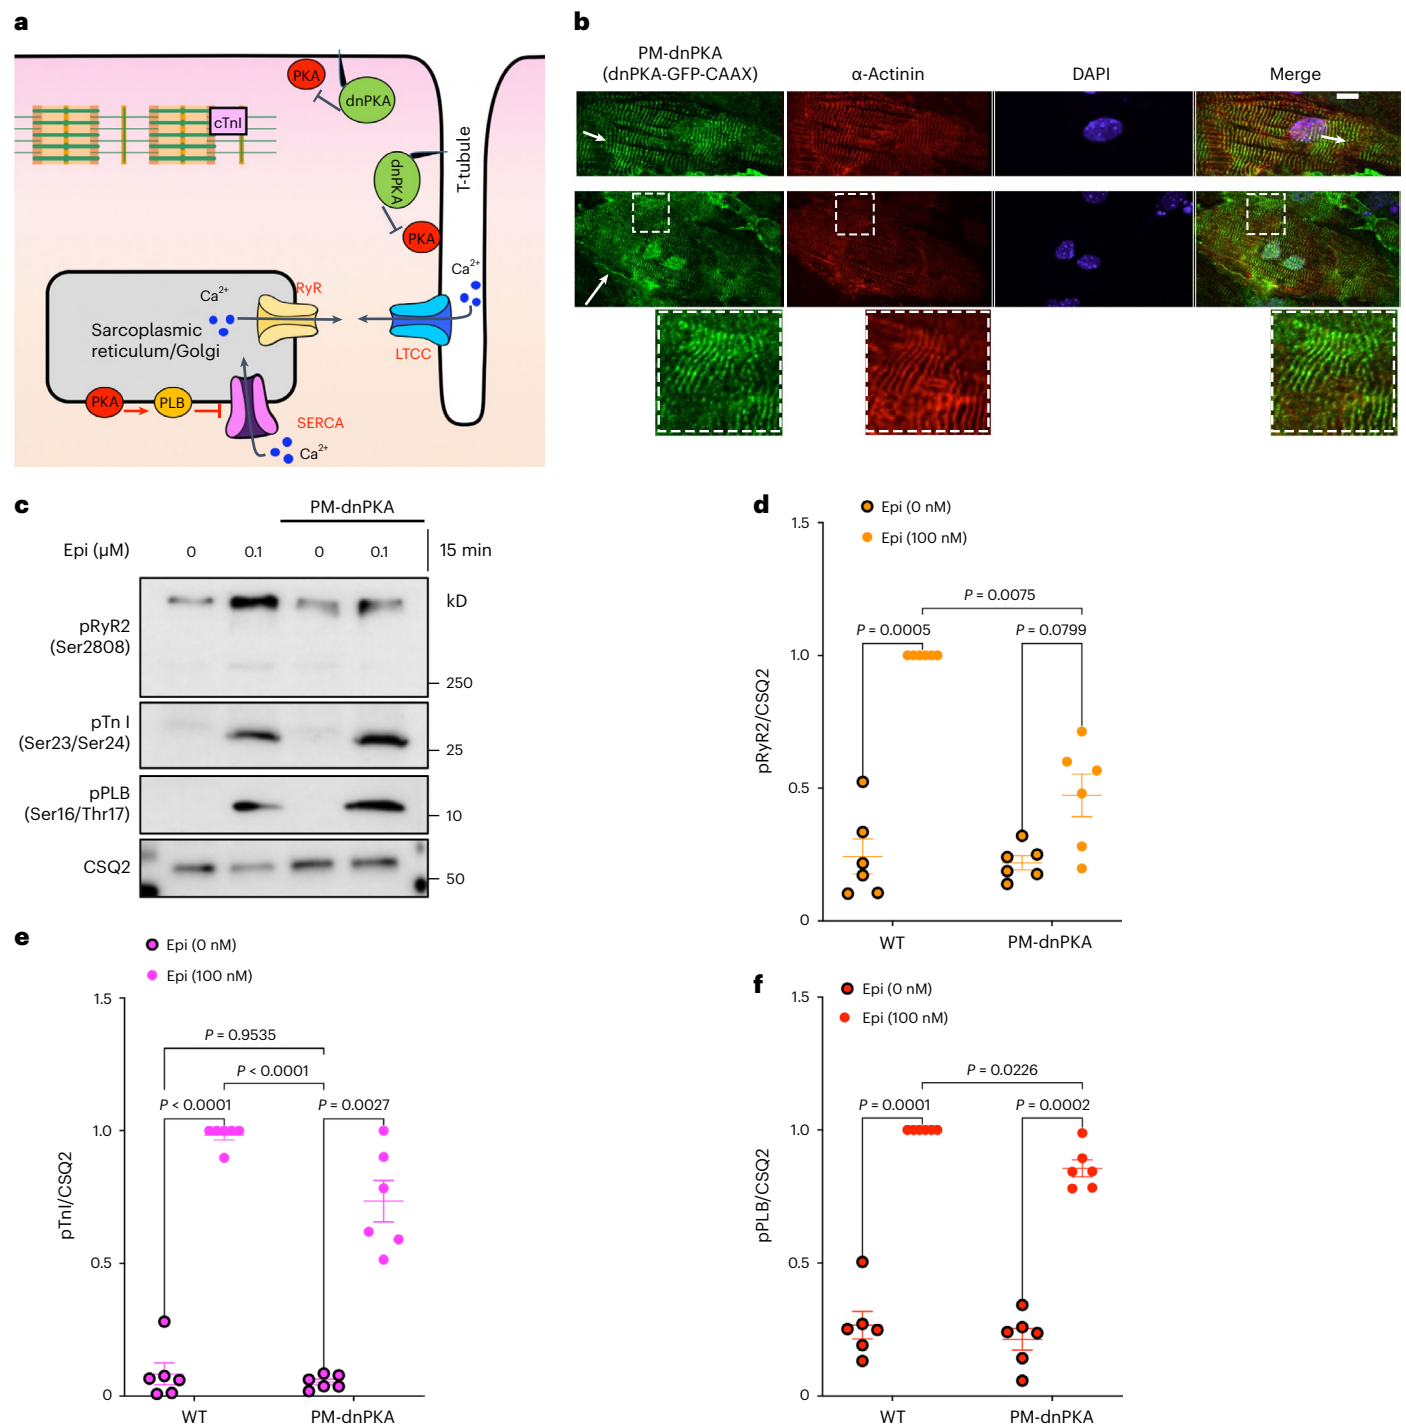 a
PKA
dnPKA
cTnI
dnPKA
T-tubule
PKA
Ca2+
Ca2+
RyR
Sarcoplasmic
reticulum/Golgi
LTCC
PKA
PLB
SERCA
Ca2+
b
PM-dnPKA
(dnPKA-GFP-CAAX)
α-Actinin
DAPI
Merge
c
PM-dnPKA
Epi (µM)
0
0.1
0
0.1
15 min
kD
pRyR2
(Ser2808)
250
pTn I
(Ser23/Ser24)
25
pPLB
(Ser16/Thr17)
10
CSQ2
50
d
Epi (0 nM)
Epi (100 nM)
1.5
P = 0.0075
P = 0.0005
P = 0.0799
1.0
pRyR2/CSQ2
0.5
0
WT
PM-dnPKA
e
Epi (0 nM)
Epi (100 nM)
1.5
P = 0.9535
P < 0.0001
P < 0.0001
P = 0.0027
1.0
pTnI/CSQ2
0.5
0
WT
PM-dnPKA
f
Epi (0 nM)
Epi (100 nM)
1.5
P = 0.0226
P = 0.0001
P = 0.0002
1.0
pPLB/CSQ2
0.5
0
WT
PM-dnPKA